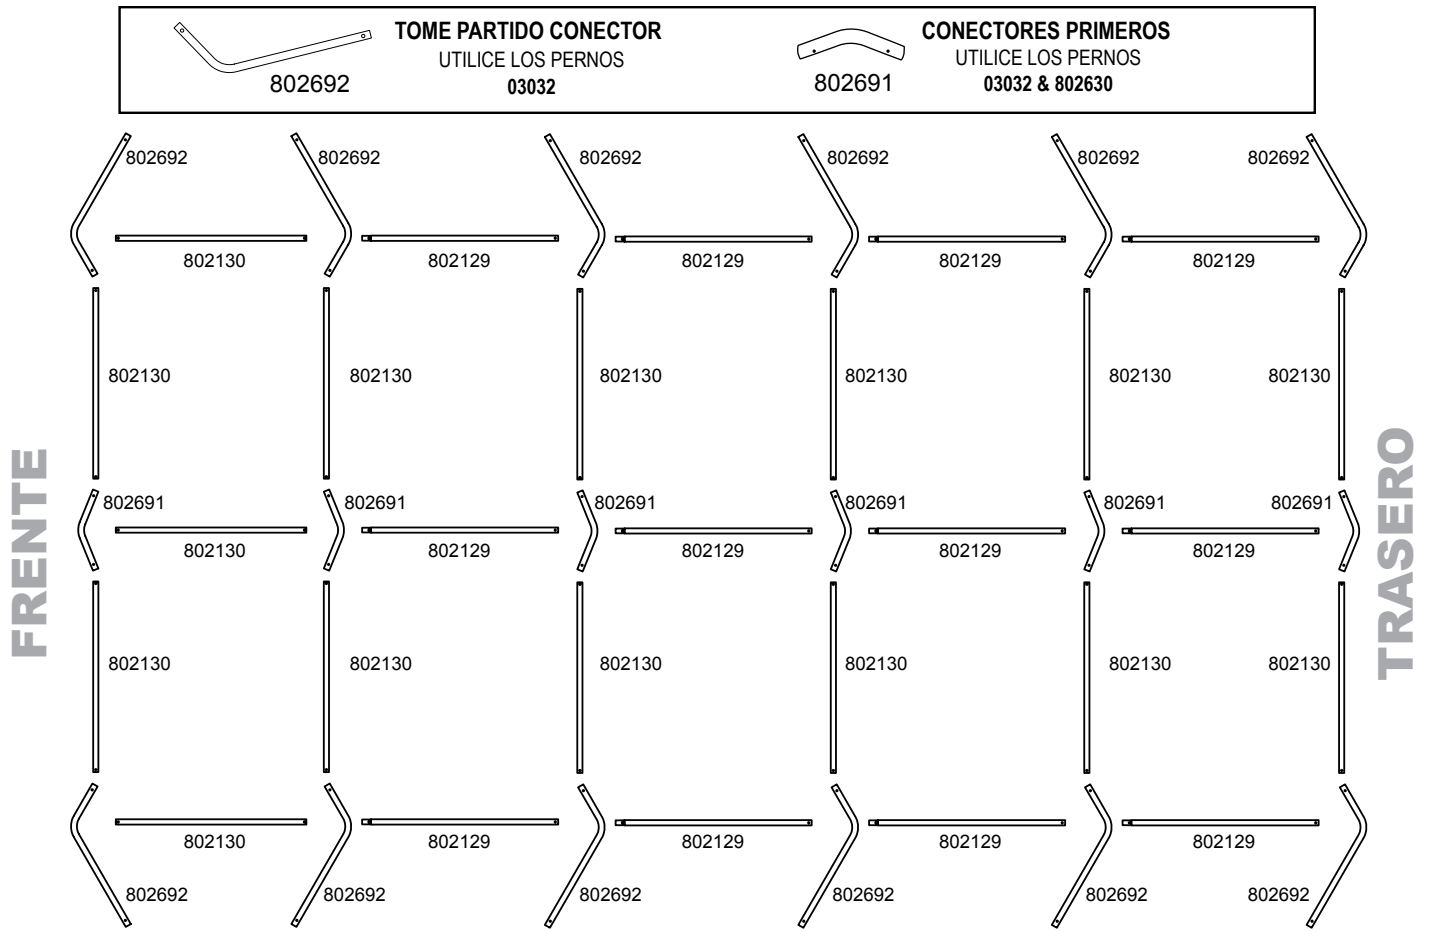 TOME PARTIDO CONECTOR
UTILICE LOS PERNOS
03032
802692
CONECTORES PRIMEROS
UTILICE LOS PERNOS
03032 & 802630
802691
802692 802692 802692 802692 802692 802692
802130 802129 802129 802129 802129
802130 802130 802130 802130 802130 802130
FRENTE
TRASERO
802691 802691 802691 802691 802691 802691
802130 802129 802129 802129 802129
802130 802130 802130 802130 802130 802130
802130 802129 802129 802129 802129
802692 802692 802692 802692 802692 802692